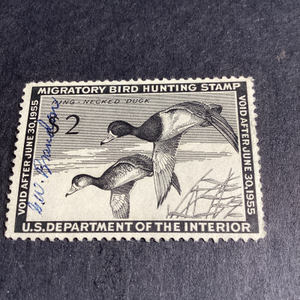 MIGRATORY BIRD HUNTING STAMP
RING-NECKED DUCK
$2
VOID AFTER JUNE 30, 1955
VOID AFTER JUNE 30, 1955
U.S. DEPARTMENT OF THE INTERIOR